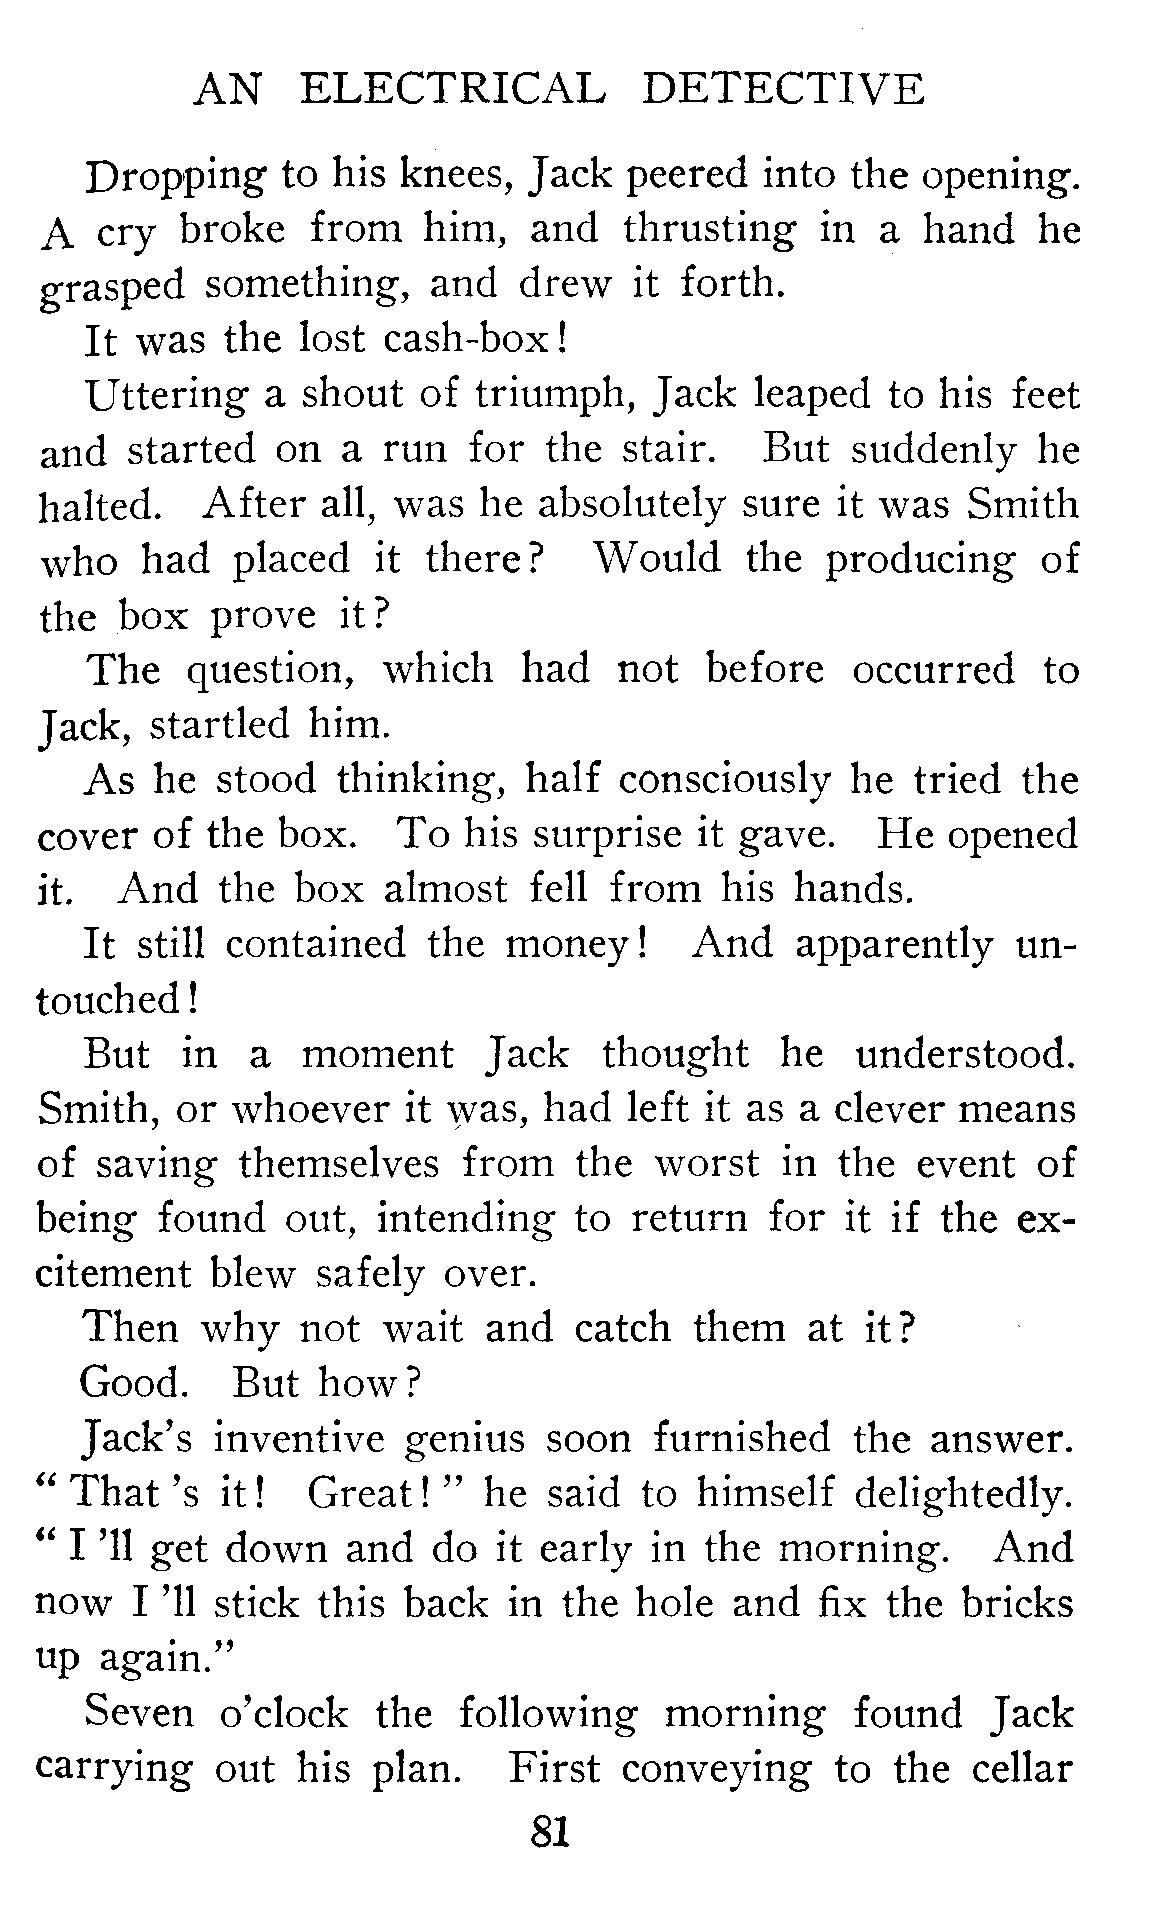 AN ELECTRICAL DETECTIVE
Dropping to his knees, Jack peered into the opening.
A cry broke from him, and thrusting in a hand he
grasped something, and drew it forth.
It was the lost cash-box!
Uttering a shout of triumph, Jack leaped to his feet
and started on a run for the stair. But suddenly he
halted. After all, was he absolutely sure it was Smith
who had placed it there? Would the producing of
the box prove it?
The question, which had not before occurred to
Jack, startled him.
As he stood thinking, half consciously he tried the
cover of the box. To his surprise it gave. He opened
it. And the box almost fell from his hands.
It still contained the money! And apparently un-
touched!
But in a moment Jack thought he understood.
Smith, or whoever it was, had left it as a clever means
of saving themselves from the worst in the event of
being found out, intending to return for it if the ex-
citement blew safely over.
Then why not wait and catch them at it?
Good. But how?
Jack's inventive genius soon furnished the answer.
“ That 's it! Great! ” he said to himself delightedly.
“ I 'll get down and do it early in the morning. And
now I 'll stick this back in the hole and fix the bricks
up again.”
Seven o'clock the following morning found Jack
carrying out his plan. First conveying to the cellar
81